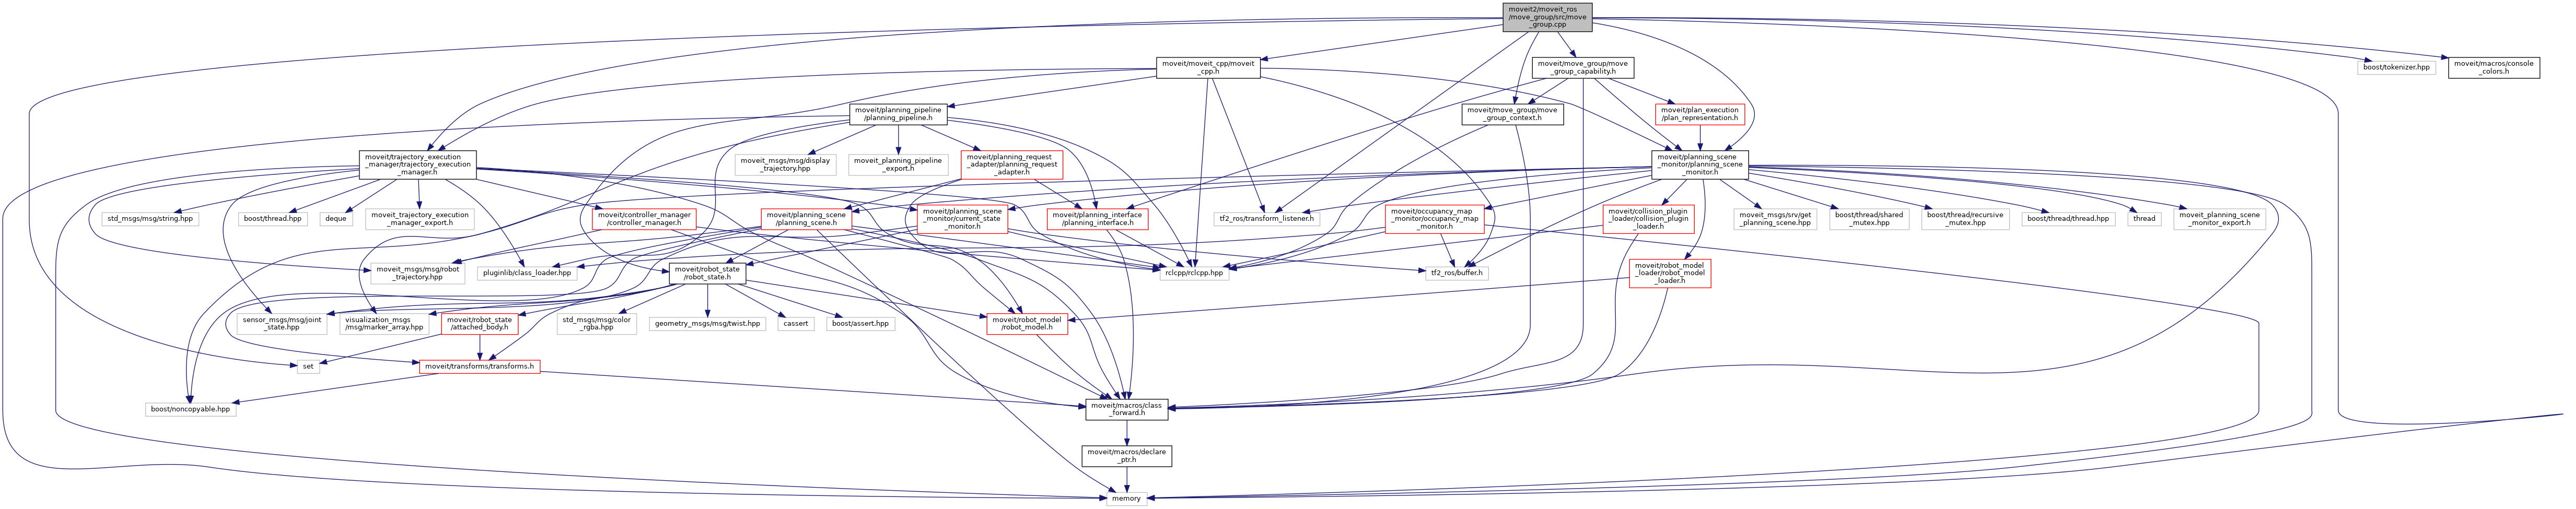 moveit2/moveit_ros
/move_group/src/move
_group.cpp
moveit/moveit_cpp/moveit
_cpp.h
moveit/move_group/move
_group_capability.h
boost/tokenizer.hpp
moveit/macros/console
_colors.h
moveit/planning_pipeline
/planning_pipeline.h
moveit/move_group/move
_group_context.h
moveit/plan_execution
/plan_representation.h
moveit/trajectory_execution
_manager/trajectory_execution
_manager.h
moveit_msgs/msg/display
_trajectory.hpp
moveit_planning_pipeline
_export.h
moveit/planning_request
_adapter/planning_request
_adapter.h
moveit/planning_scene
_monitor/planning_scene
_monitor.h
std_msgs/msg/string.hpp
boost/thread.hpp
deque
moveit_trajectory_execution
_manager_export.h
moveit/controller_manager
/controller_manager.h
moveit/planning_scene
/planning_scene.h
moveit/planning_scene
_monitor/current_state
_monitor.h
moveit/planning_interface
/planning_interface.h
tf2_ros/transform_listener.h
moveit/occupancy_map
_monitor/occupancy_map
_monitor.h
moveit/collision_plugin
_loader/collision_plugin
_loader.h
moveit_msgs/srv/get
_planning_scene.hpp
boost/thread/shared
_mutex.hpp
boost/thread/recursive
_mutex.hpp
boost/thread/thread.hpp
thread
moveit_planning_scene
_monitor_export.h
moveit_msgs/msg/robot
_trajectory.hpp
pluginlib/class_loader.hpp
moveit/robot_state
/robot_state.h
rclcpp/rclcpp.hpp
tf2_ros/buffer.h
moveit/robot_model
_loader/robot_model
_loader.h
sensor_msgs/msg/joint
_state.hpp
visualization_msgs
/msg/marker_array.hpp
moveit/robot_state
/attached_body.h
std_msgs/msg/color
_rgba.hpp
geometry_msgs/msg/twist.hpp
cassert
boost/assert.hpp
moveit/robot_model
/robot_model.h
set
moveit/transforms/transforms.h
boost/noncopyable.hpp
moveit/macros/class
_forward.h
moveit/macros/declare
_ptr.h
memory